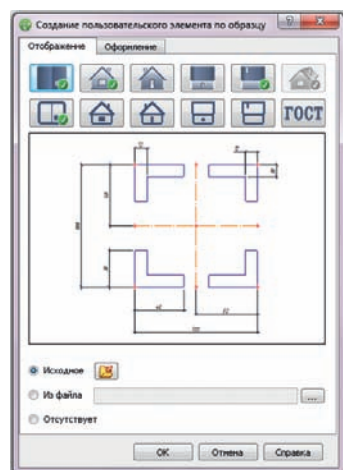 Создание пользовательского элемента по образцу
Отображение Оформление
ГОСТ
Исходное
Из файла ...
Отсутствует
OK Отмена Справка